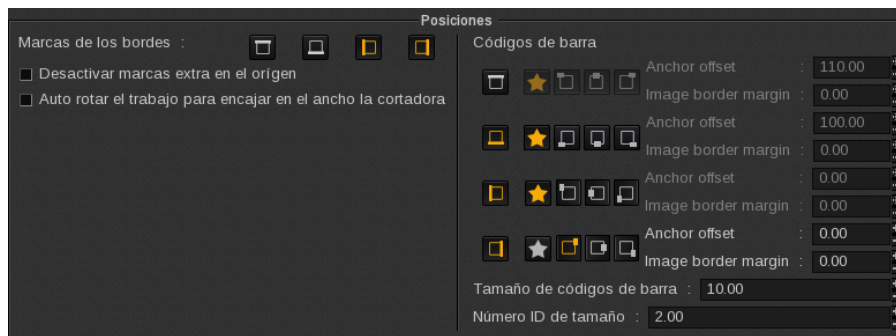 Posiciones
Marcas de los bordes :
Desactivar marcas extra en el orígen
Auto rotar el trabajo para encajar en el ancho la cortadora
Códigos de barra
Anchor offset : 110.00
Image border margin : 0.00
Anchor offset : 100.00
Image border margin : 0.00
Anchor offset : 0.00
Image border margin : 0.00
Anchor offset : 0.00
Image border margin : 0.00
Tamaño de códigos de barra : 10.00
Número ID de tamaño : 2.00